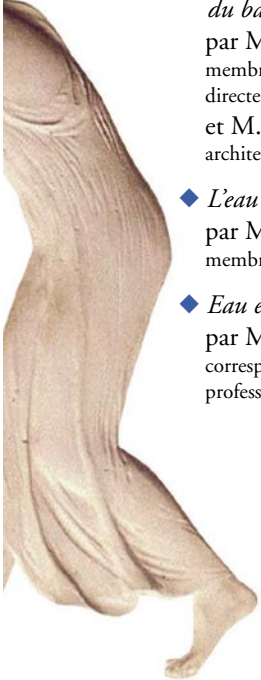 du ba
par M
membr
directe
et M.
archite
◆ L'eau
par M
membr
◆ Eau e
par M
corresp
profess